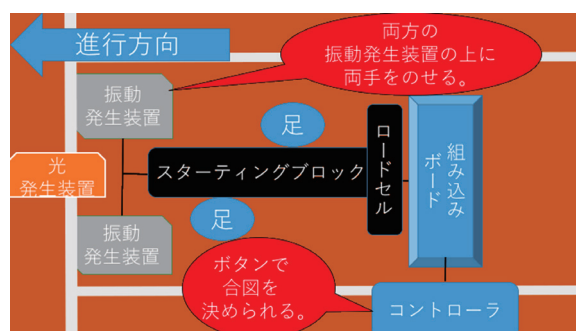 進行方向
両方の
振動発生装置の上に
両手をのせる。
振動
発生装置
足
光
発生装置
スターティングブロック
ロードセル
組み込み
ボード
足
振動
発生装置
ボタンで
合図を
決められる。
コントローラ